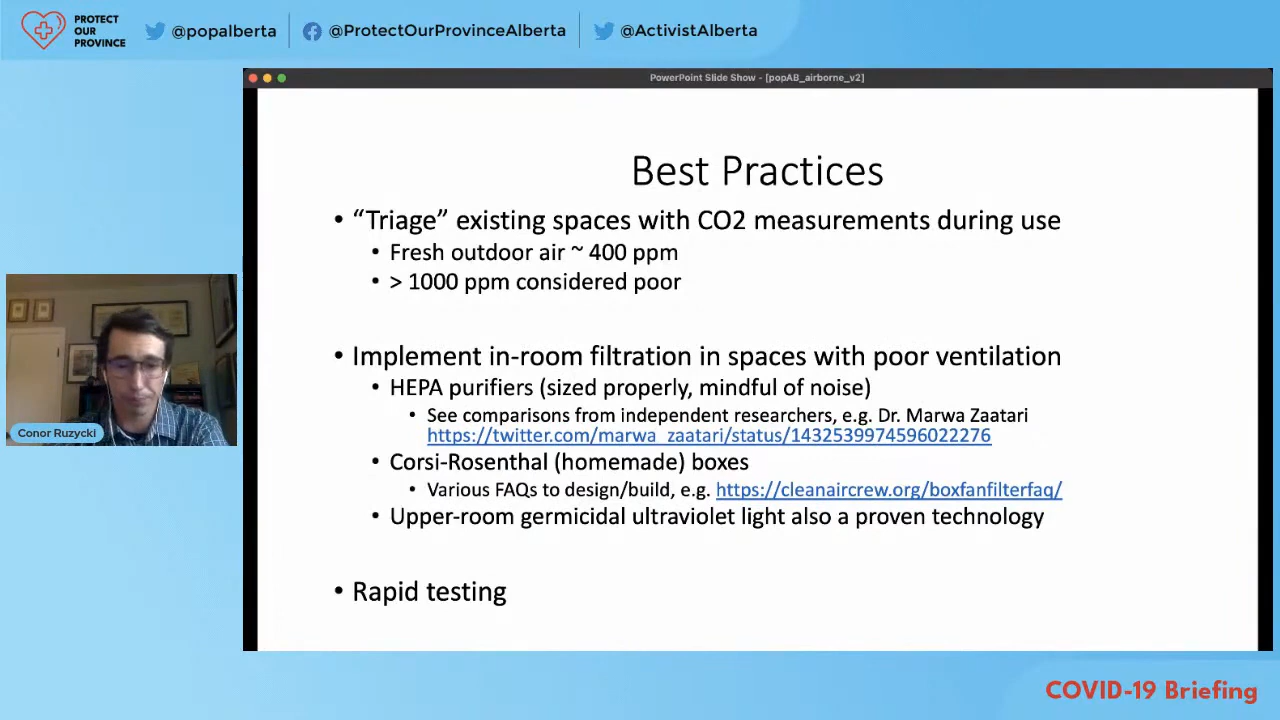 PROTECT
OUR
PROVINCE
@popalberta
@ProtectOurProvinceAlberta
@ActivistAlberta
PowerPoint Slide Show - [popAB_airborne_v2]
Best Practices
• “Triage” existing spaces with CO2 measurements during use
• Fresh outdoor air ~ 400 ppm
• > 1000 ppm considered poor
• Implement in-room filtration in spaces with poor ventilation
• HEPA purifiers (sized properly, mindful of noise)
• See comparisons from independent researchers, e.g. Dr. Marwa Zaatari
https://twitter.com/marwa_zaatari/status/1432539974596022276
• Corsi-Rosenthal (homemade) boxes
• Various FAQs to design/build, e.g. https://cleanaircrew.org/boxfanfilterfaq/
• Upper-room germicidal ultraviolet light also a proven technology
• Rapid testing
Conor Ruzycki
COVID-19 Briefing